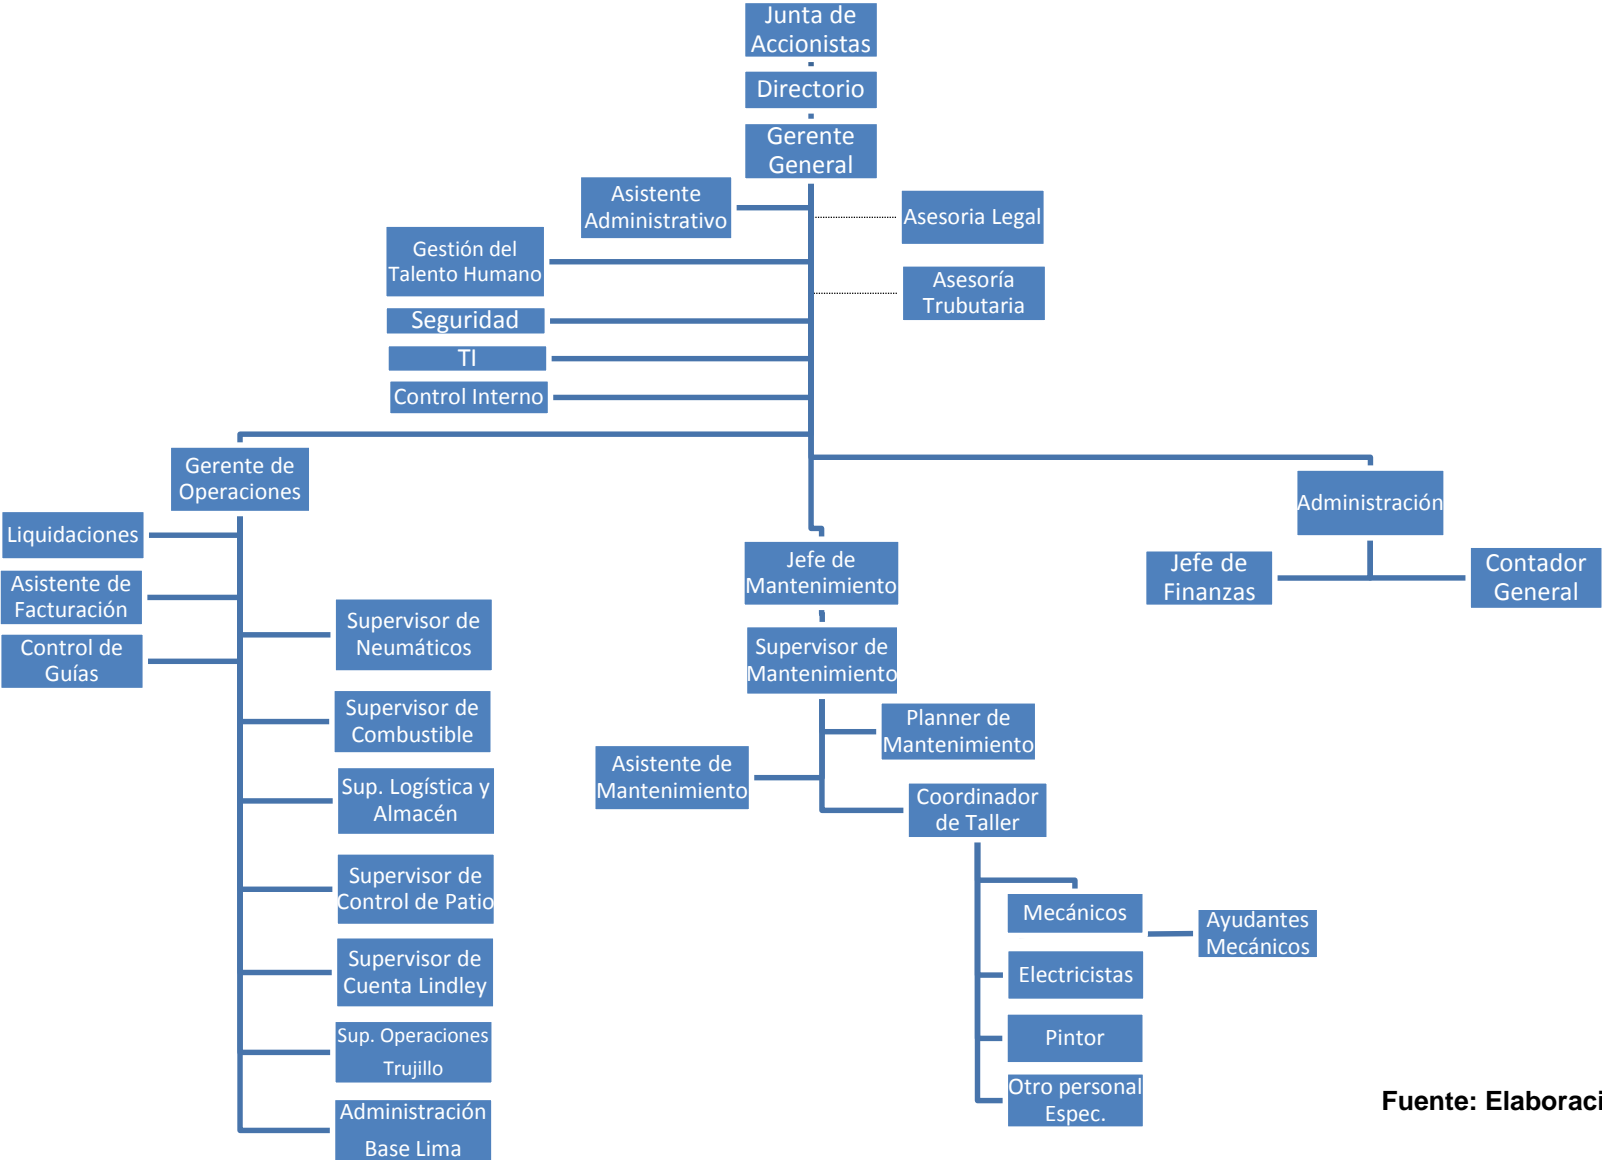 Junta de
Accionistas
Directorio
Gerente
General
Asistente
Administrativo
Asesoria Legal
Gestión del
Talento Humano
Asesoría
Trubutaria
Seguridad
TI
Control Interno
Gerente de
Operaciones
Liquidaciones
Asistente de
Facturación
Control de
Guías
Supervisor de
Neumáticos
Supervisor de
Combustible
Sup. Logística y
Almacén
Supervisor de
Control de Patio
Supervisor de
Cuenta Lindley
Sup. Operaciones
Trujillo
Administración
Base Lima
Jefe de
Mantenimiento
Supervisor de
Mantenimiento
Planner de
Mantenimiento
Asistente de
Mantenimiento
Coordinador
de Taller
Mecánicos
Ayudantes
Mecánicos
Electricistas
Pintor
Otro personal
Espec.
Administración
Jefe de
Finanzas
Contador
General
Fuente: Elaboraci